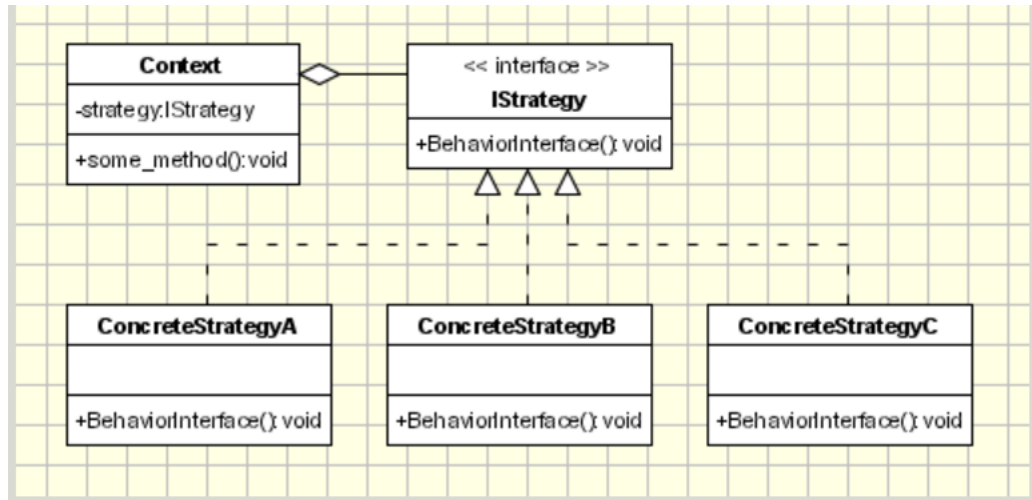 Context
-strategy:IStrategy
+some_method():void
<< interface >>
IStrategy
+BehaviorInterface(): void
ConcreteStrategyA
+BehaviorInterface(): void
ConcreteStrategyB
+BehaviorInterface(): void
ConcreteStrategyC
+BehaviorInterface(): void